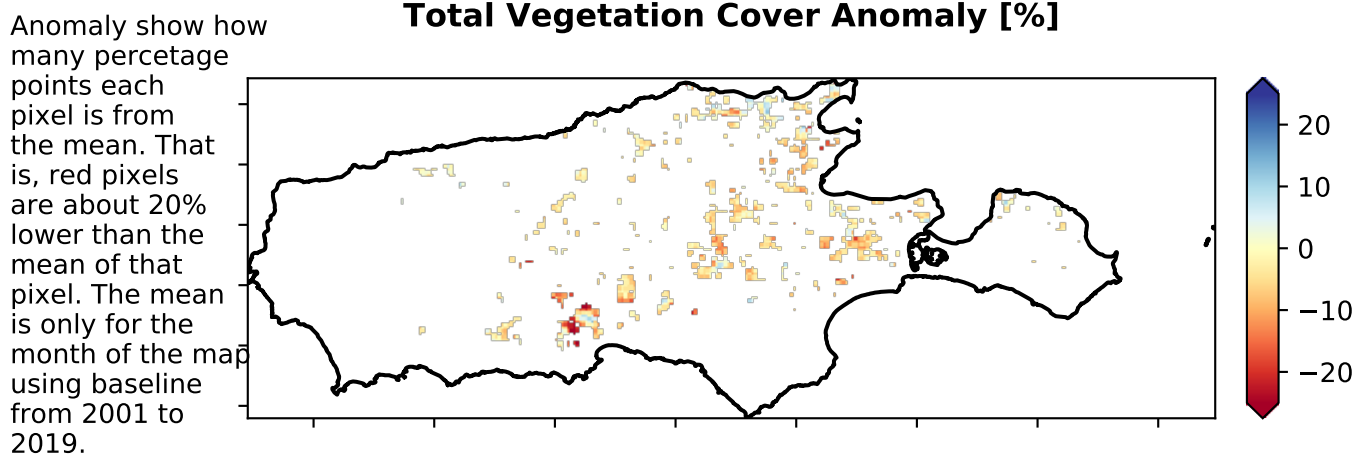 Total Vegetation Cover Anomaly [%]
Anomaly show how
many percetage
points each
pixel is from
the mean. That
is, red pixels
are about 20%
lower than the
mean of that
pixel. The mean
is only for the
month of the map
using baseline
from 2001 to
2019.
20
10
0
−10
−20